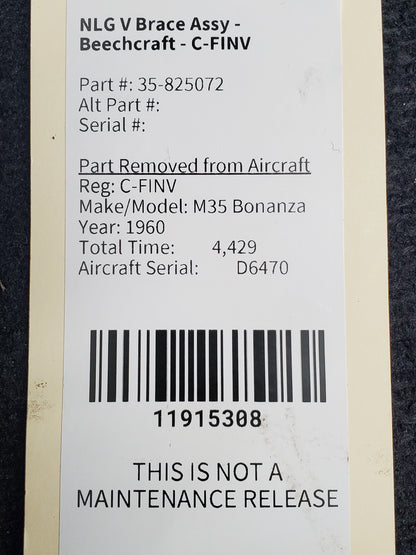 NLG V Brace Assy -
Beechcraft - C-FINV
Part #: 35-825072
Alt Part #:
Serial #:
Part Removed from Aircraft
Reg: C-FINV
Make/Model: M35 Bonanza
Year: 1960
Total Time: 4,429
Aircraft Serial: D6470
11915308
THIS IS NOT A
MAINTENANCE RELEASE